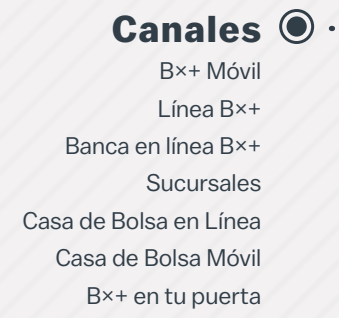 Canales
B×+ Móvil
Línea B×+
Banca en línea B×+
Sucursales
Casa de Bolsa en Línea
Casa de Bolsa Móvil
B×+ en tu puerta